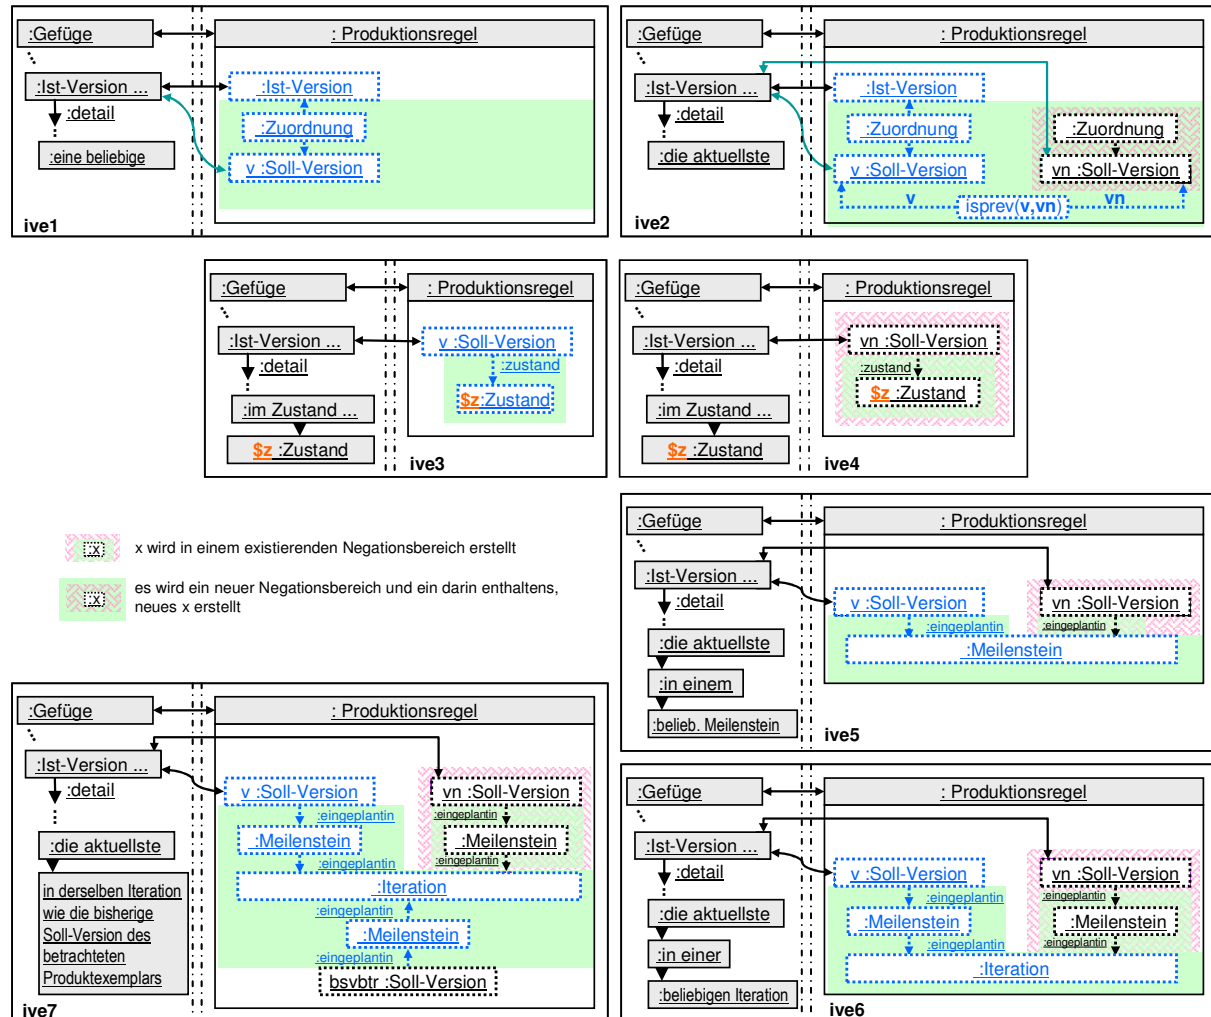 :Gefüge
: Produktionsregel
:Ist-Version ...
:Ist-Version
:detail
:Zuordnung
:eine beliebige
v :Soll-Version
ive1
:Gefüge
: Produktionsregel
:Ist-Version ...
:Ist-Version
:detail
:Zuordnung
:Zuordnung
:die aktuellste
v :Soll-Version
vn :Soll-Version
v
isprev(v,vn)
vn
ive2
:Gefüge
: Produktionsregel
:Ist-Version ...
v :Soll-Version
:detail
:zustand
:im Zustand ...
$z:Zustand
$z :Zustand
ive3
:Gefüge
: Produktionsregel
:Ist-Version ...
vn :Soll-Version
:detail
:zustand
:im Zustand ...
$z :Zustand
$z :Zustand
ive4
:x
x wird in einem existierenden Negationsbereich erstellt
:x
es wird ein neuer Negationsbereich und ein darin enthaltens,
neues x erstellt
:Gefüge
: Produktionsregel
:Ist-Version ...
:detail
v :Soll-Version
vn :Soll-Version
:eingeplantin
:eingeplantin
:die aktuellste
:Meilenstein
:in einem
:belieb. Meilenstein
ive5
:Gefüge
: Produktionsregel
:Ist-Version ...
:detail
v :Soll-Version
vn :Soll-Version
:eingeplantin
:eingeplantin
:die aktuellste
:Meilenstein
:Meilenstein
:eingeplantin
:eingeplantin
in derselben Iteration
wie die bisherige
Soll-Version des
betrachteten
Produktexemplars
:Iteration
:eingeplantin
:Meilenstein
:eingeplantin
bsvbtr :Soll-Version
ive7
:Gefüge
: Produktionsregel
:Ist-Version ...
:detail
v :Soll-Version
vn :Soll-Version
:eingeplantin
:eingeplantin
:die aktuellste
:Meilenstein
:Meilenstein
:eingeplantin
:eingeplantin
:in einer
:Iteration
:beliebigen Iteration
ive6